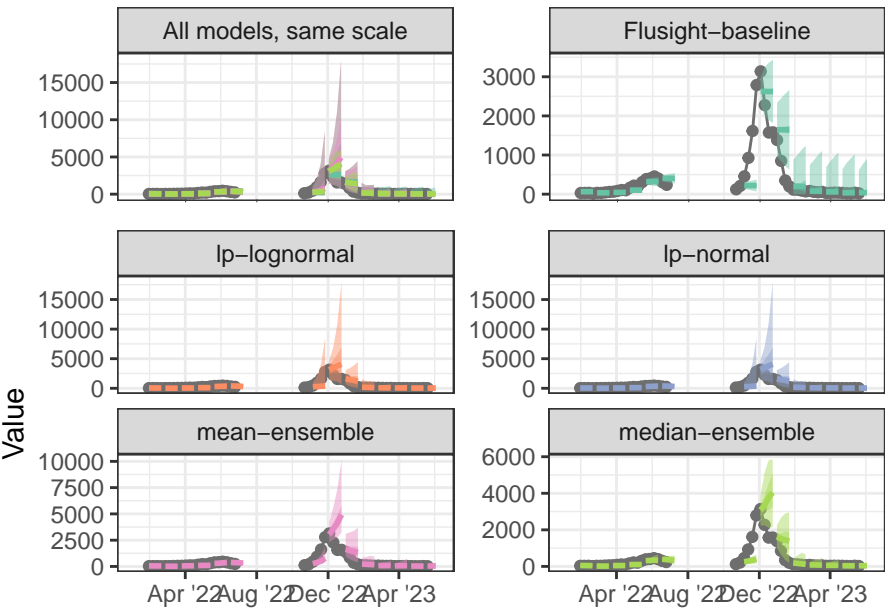 All models, same scale
Flusight−baseline
15000
10000
5000
0
3000
2000
1000
0
lp−lognormal
lp−normal
15000
10000
5000
0
15000
10000
5000
0
Value
mean−ensemble
median−ensemble
10000
7500
5000
2500
0
6000
4000
2000
0
Apr '22 Aug '22 Dec '22 Apr '23
Apr '22 Aug '22 Dec '22 Apr '23